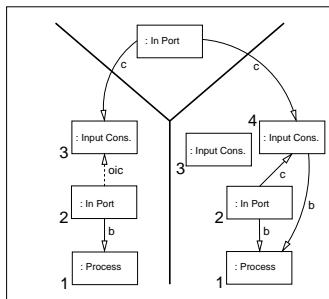 : In Port
c
c
: Input Cons.
3
oic
: In Port
2
b
: Process
1
4
: Input Cons.
: Input Cons.
3
c
b
: In Port
2
b
: Process
1